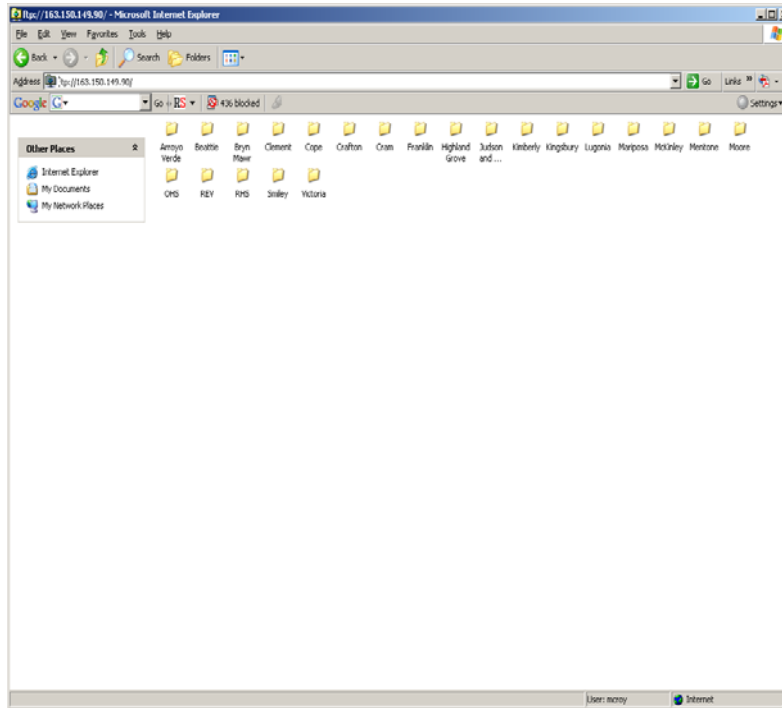 ftp://163.150.149.90/ - Microsoft Internet Explorer
File Edit View Favorites Tools Help
Back Search Folders
Address ftp://163.150.149.90/ Go Links »
Google G Go RS 436 blocked Settings
Other Places
Internet Explorer
My Documents
My Network Places
Arroyo Verde Beattie Bryn Mawr Clement Cope Crafton Cram Franklin Highland Grove Judson and ... Kimberly Kingsbury Lugonia Mariposa McKinley Mentone Moore
OHS REV RHS Smiley Victoria
User: mcroy Internet